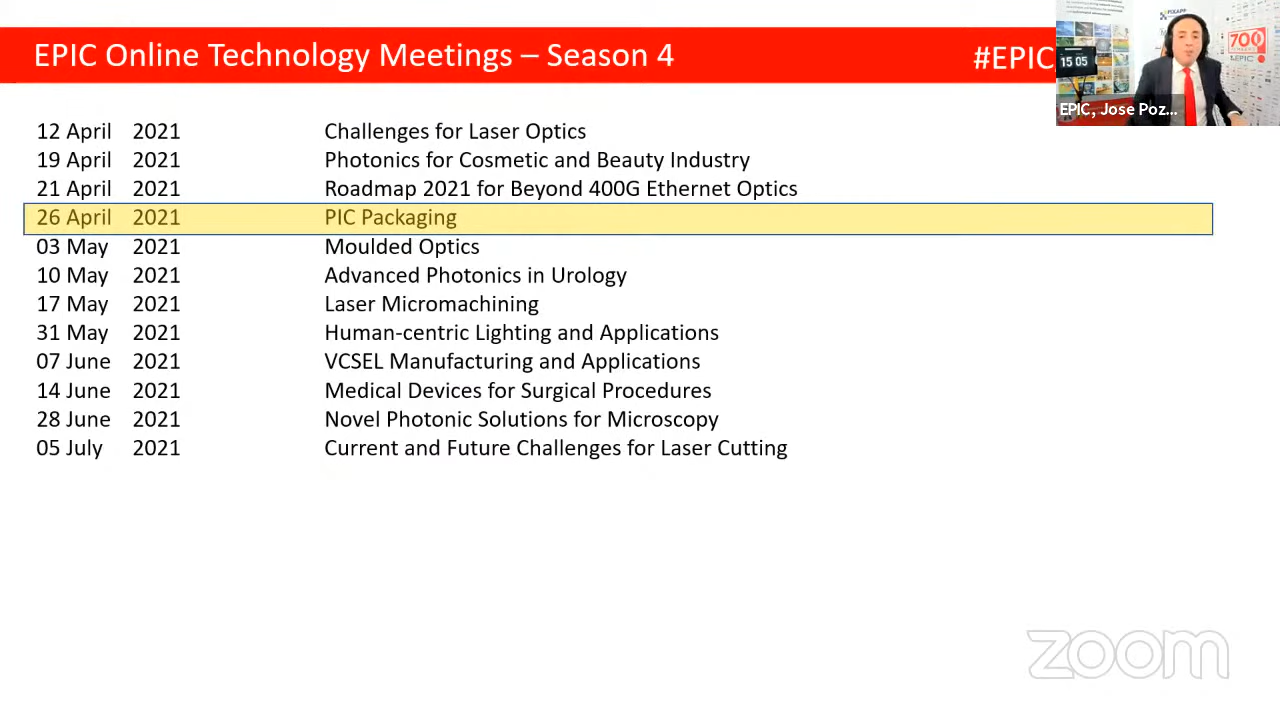 EPIC Online Technology Meetings – Season 4
#EPIC
12 April 2021 Challenges for Laser Optics
19 April 2021 Photonics for Cosmetic and Beauty Industry
21 April 2021 Roadmap 2021 for Beyond 400G Ethernet Optics
26 April 2021 PIC Packaging
03 May 2021 Moulded Optics
10 May 2021 Advanced Photonics in Urology
17 May 2021 Laser Micromachining
31 May 2021 Human-centric Lighting and Applications
07 June 2021 VCSEL Manufacturing and Applications
14 June 2021 Medical Devices for Surgical Procedures
28 June 2021 Novel Photonic Solutions for Microscopy
05 July 2021 Current and Future Challenges for Laser Cutting
PIXAPP
700
EPIC
15 05
EPIC, Jose Poz...
zoom